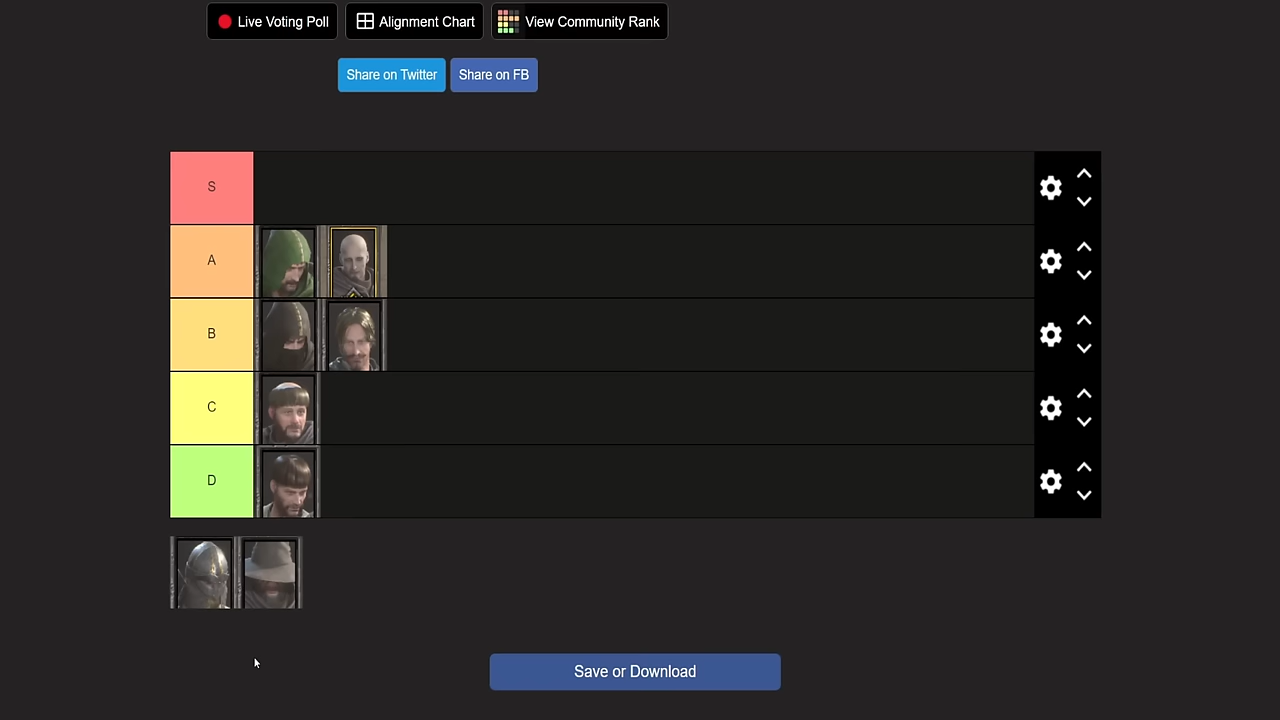 Live Voting Poll
Alignment Chart
View Community Rank
Share on Twitter
Share on FB
S
A
B
C
D
Save or Download